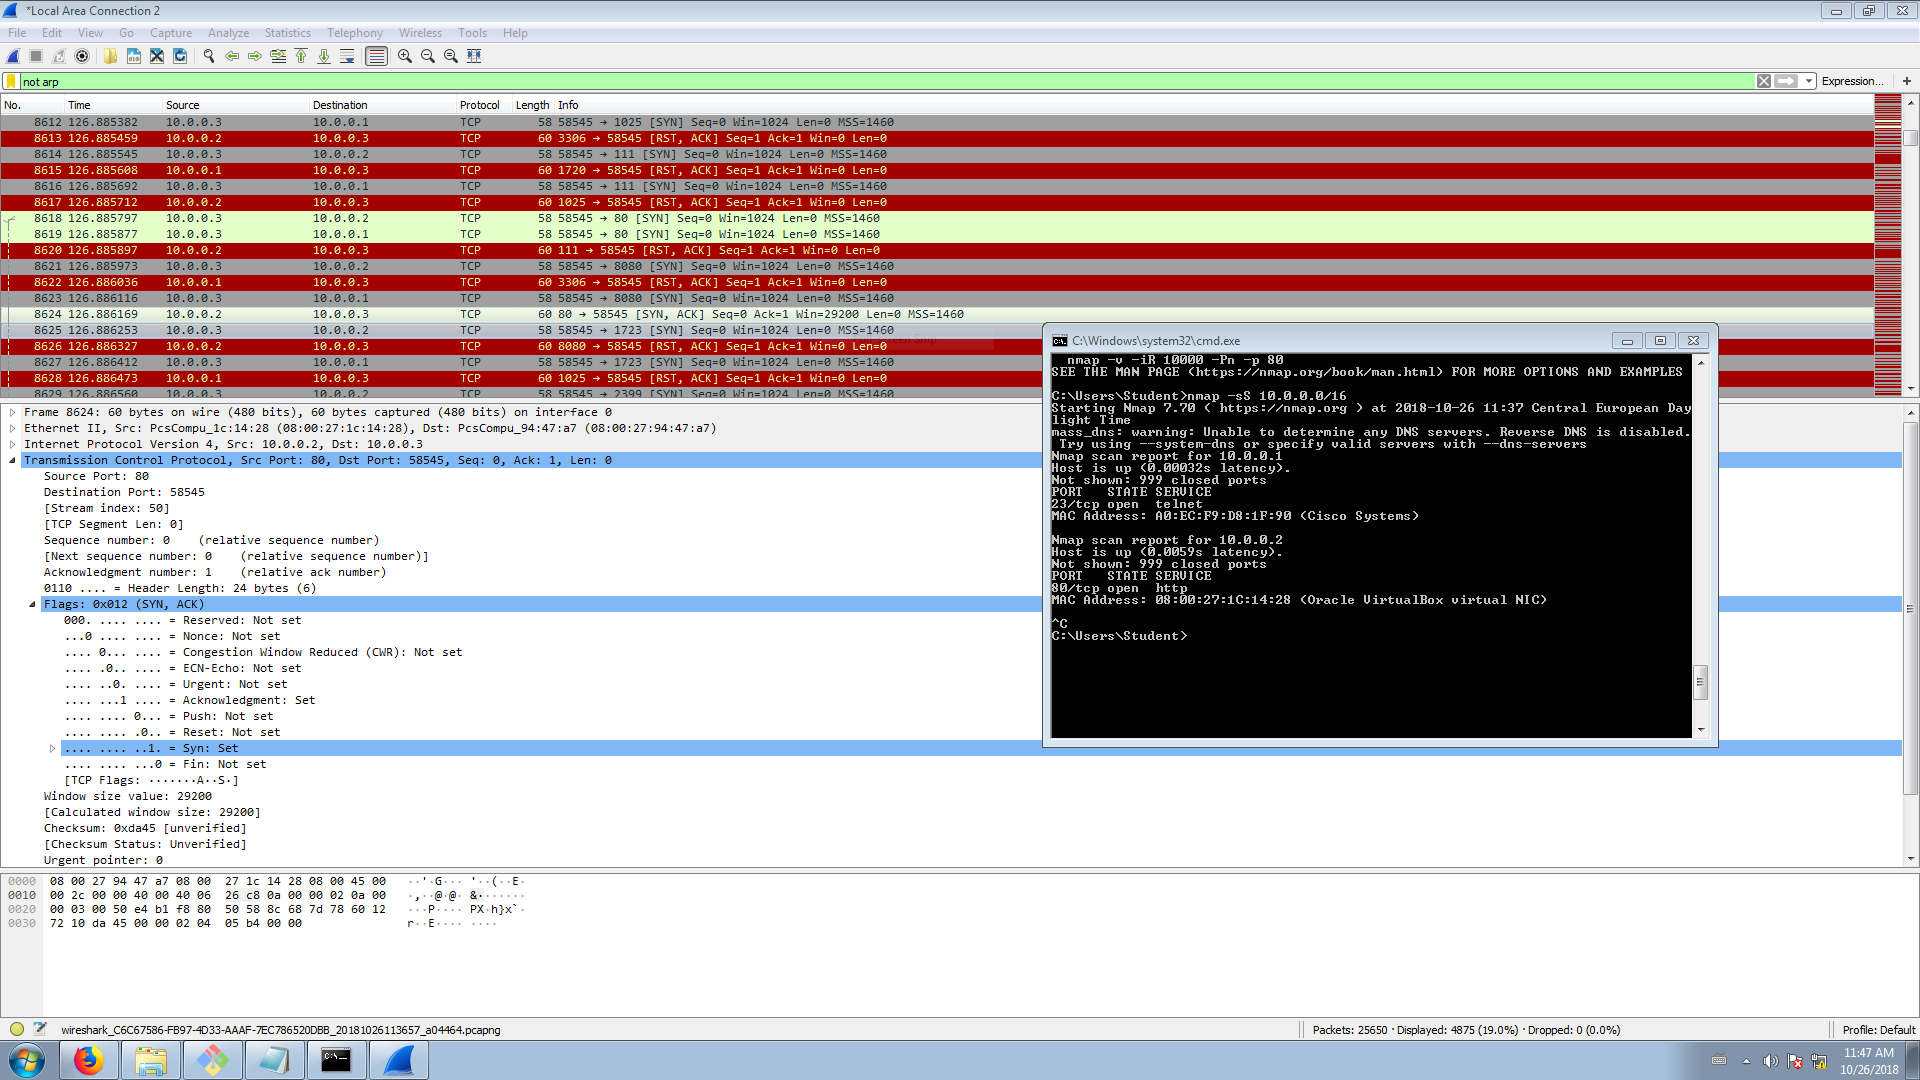 *Local Area Connection 2
File Edit View Go Capture Analyze Statistics Telephony Wireless Tools Help
not arp
Expression...
No. Time Source Destination Protocol Length Info
8612 126.885382 10.0.0.3 10.0.0.1 TCP 58 58545 → 1025 [SYN] Seq=0 Win=1024 Len=0 MSS=1460
8613 126.885459 10.0.0.2 10.0.0.3 TCP 60 3306 → 58545 [RST, ACK] Seq=1 Ack=1 Win=0 Len=0
8614 126.885545 10.0.0.3 10.0.0.2 TCP 58 58545 → 111 [SYN] Seq=0 Win=1024 Len=0 MSS=1460
8615 126.885608 10.0.0.1 10.0.0.3 TCP 60 1720 → 58545 [RST, ACK] Seq=1 Ack=1 Win=0 Len=0
8616 126.885692 10.0.0.3 10.0.0.1 TCP 58 58545 → 111 [SYN] Seq=0 Win=1024 Len=0 MSS=1460
8617 126.885712 10.0.0.2 10.0.0.3 TCP 60 1025 → 58545 [RST, ACK] Seq=1 Ack=1 Win=0 Len=0
8618 126.885797 10.0.0.3 10.0.0.2 TCP 58 58545 → 80 [SYN] Seq=0 Win=1024 Len=0 MSS=1460
8619 126.885877 10.0.0.3 10.0.0.1 TCP 58 58545 → 80 [SYN] Seq=0 Win=1024 Len=0 MSS=1460
8620 126.885897 10.0.0.2 10.0.0.3 TCP 60 111 → 58545 [RST, ACK] Seq=1 Ack=1 Win=0 Len=0
8621 126.885973 10.0.0.3 10.0.0.2 TCP 58 58545 → 8080 [SYN] Seq=0 Win=1024 Len=0 MSS=1460
8622 126.886036 10.0.0.1 10.0.0.3 TCP 60 3306 → 58545 [RST, ACK] Seq=1 Ack=1 Win=0 Len=0
8623 126.886116 10.0.0.3 10.0.0.1 TCP 58 58545 → 8080 [SYN] Seq=0 Win=1024 Len=0 MSS=1460
8624 126.886169 10.0.0.2 10.0.0.3 TCP 60 80 → 58545 [SYN, ACK] Seq=0 Ack=1 Win=29200 Len=0 MSS=1460
8625 126.886253 10.0.0.3 10.0.0.2 TCP 58 58545 → 1723 [SYN] Seq=0 Win=1024 Len=0 MSS=1460
8626 126.886327 10.0.0.2 10.0.0.3 TCP 60 8080 → 58545 [RST, ACK] Seq=1 Ack=1 Win=0 Len=0
8627 126.886412 10.0.0.3 10.0.0.1 TCP 58 58545 → 1723 [SYN] Seq=0 Win=1024 Len=0 MSS=1460
8628 126.886473 10.0.0.1 10.0.0.3 TCP 60 1025 → 58545 [RST, ACK] Seq=1 Ack=1 Win=0 Len=0
8629 126.886560 10.0.0.3 10.0.0.2 TCP 58 58545 → 2399 [SYN] Seq=0 Win=1024 Len=0 MSS=1460
Frame 8624: 60 bytes on wire (480 bits), 60 bytes captured (480 bits) on interface 0
Ethernet II, Src: PcsCompu_1c:14:28 (08:00:27:1c:14:28), Dst: PcsCompu_94:47:a7 (08:00:27:94:47:a7)
Internet Protocol Version 4, Src: 10.0.0.2, Dst: 10.0.0.3
Transmission Control Protocol, Src Port: 80, Dst Port: 58545, Seq: 0, Ack: 1, Len: 0
Source Port: 80
Destination Port: 58545
[Stream index: 50]
[TCP Segment Len: 0]
Sequence number: 0 (relative sequence number)
[Next sequence number: 0 (relative sequence number)]
Acknowledgment number: 1 (relative ack number)
0110 .... = Header Length: 24 bytes (6)
Flags: 0x012 (SYN, ACK)
000. .... .... = Reserved: Not set
...0 .... .... = Nonce: Not set
.... 0... .... = Congestion Window Reduced (CWR): Not set
.... .0.. .... = ECN-Echo: Not set
.... ..0. .... = Urgent: Not set
.... ...1 .... = Acknowledgment: Set
.... .... 0... = Push: Not set
.... .... .0.. = Reset: Not set
.... .... ..1. = Syn: Set
.... .... ...0 = Fin: Not set
[TCP Flags: ·······A··S·]
Window size value: 29200
[Calculated window size: 29200]
Checksum: 0xda45 [unverified]
[Checksum Status: Unverified]
Urgent pointer: 0
0000 08 00 27 94 47 a7 08 00 27 1c 14 28 08 00 45 00 ··'·G··· '··(··E·
0010 00 2c 00 00 40 00 40 06 26 c8 0a 00 00 02 0a 00 ·,··@·@· &·······
0020 00 03 00 50 e4 b1 f8 80 50 58 8c 68 7d 78 60 12 ···P···· PX·h}x`·
0030 72 10 da 45 00 00 02 04 05 b4 00 00 r··E···· ····
C:\Windows\system32\cmd.exe
nmap -v -iR 10000 -Pn -p 80
SEE THE MAN PAGE (https://nmap.org/book/man.html) FOR MORE OPTIONS AND EXAMPLES
C:\Users\Student>nmap -sS 10.0.0.0/16
Starting Nmap 7.70 ( https://nmap.org ) at 2018-10-26 11:37 Central European Day
light Time
mass_dns: warning: Unable to determine any DNS servers. Reverse DNS is disabled.
Try using --system-dns or specify valid servers with --dns-servers
Nmap scan report for 10.0.0.1
Host is up (0.00032s latency).
Not shown: 999 closed ports
PORT STATE SERVICE
23/tcp open telnet
MAC Address: A0:EC:F9:D8:1F:90 (Cisco Systems)
Nmap scan report for 10.0.0.2
Host is up (0.0059s latency).
Not shown: 999 closed ports
PORT STATE SERVICE
80/tcp open http
MAC Address: 08:00:27:1C:14:28 (Oracle VirtualBox virtual NIC)
^C
C:\Users\Student>
wireshark_C6C67586-FB97-4D33-AAAF-7EC786520DBB_20181026113657_a04464.pcapng
Packets: 25650 · Displayed: 4875 (19.0%) · Dropped: 0 (0.0%)
Profile: Default
11:47 AM
10/26/2018